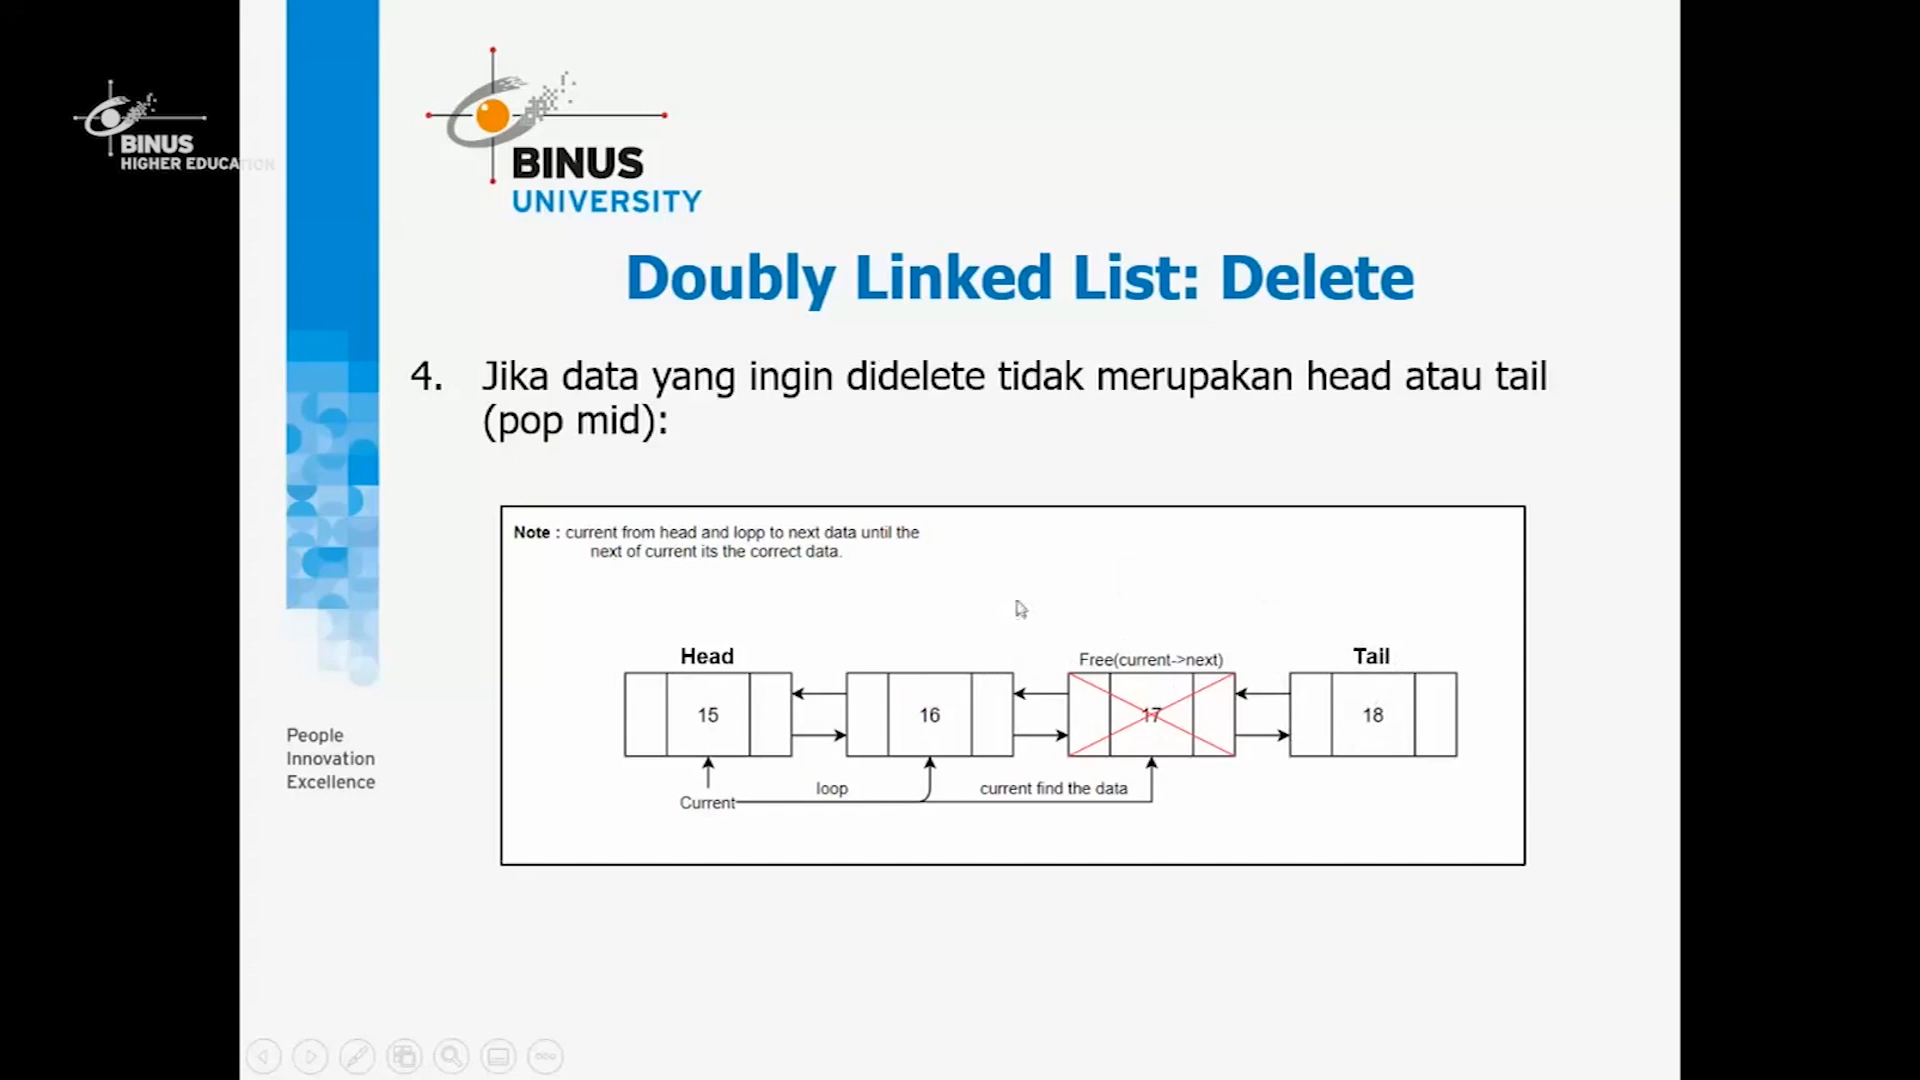 BINUS
HIGHER EDUCATION
BINUS
UNIVERSITY
Doubly Linked List: Delete
4. Jika data yang ingin didelete tidak merupakan head atau tail
(pop mid):
Note : current from head and lopp to next data until the
next of current its the correct data.
Head
Free(current->next)
Tail
15
16
17
18
loop
current find the data
Current
People
Innovation
Excellence